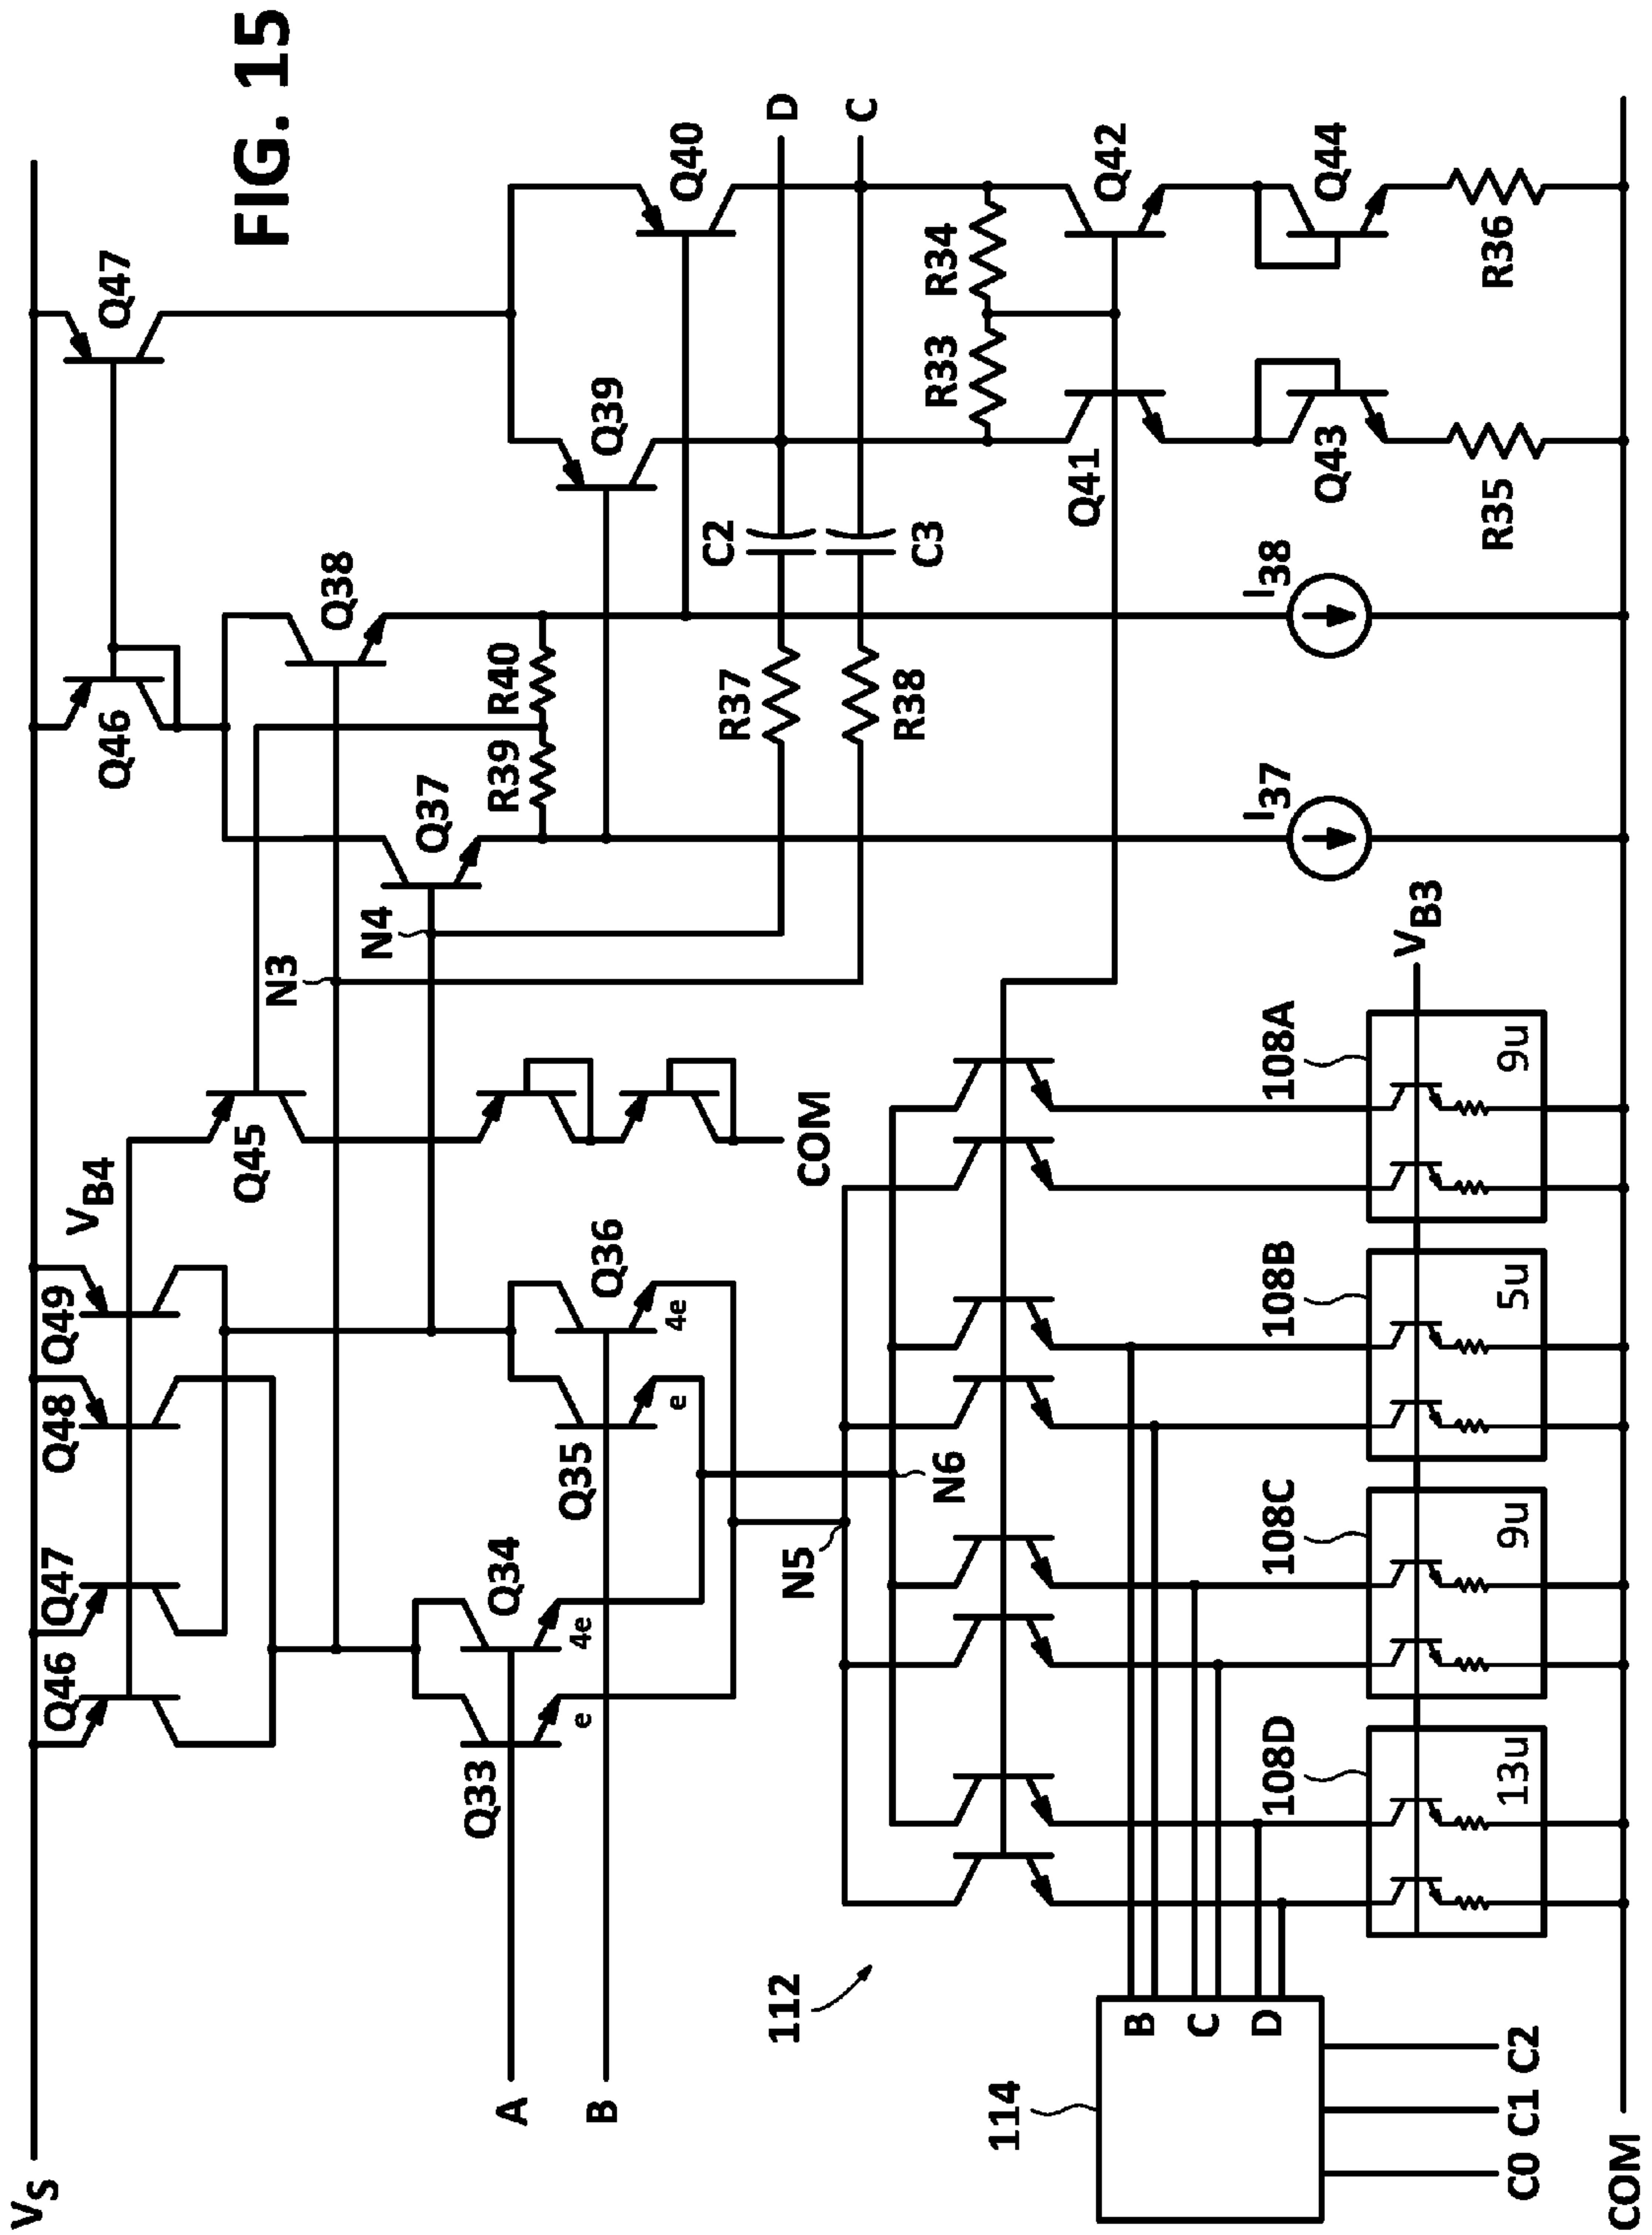 FIG. 15
VS
Q46
Q47
Q48
Q49
VB4
Q45
Q46
Q47
N3
N4
Q38
Q37
R39
R40
Q33
Q34
Q35
Q36
e
4e
e
4e
A
B
COM
Q39
Q40
R37
C2
D
R38
C3
C
N5
N6
R33
R34
Q41
Q42
112
114
B
C
D
C0
C1
C2
108D
108C
108B
108A
13u
9u
5u
9u
VB3
I37
I38
Q43
Q44
R35
R36
COM